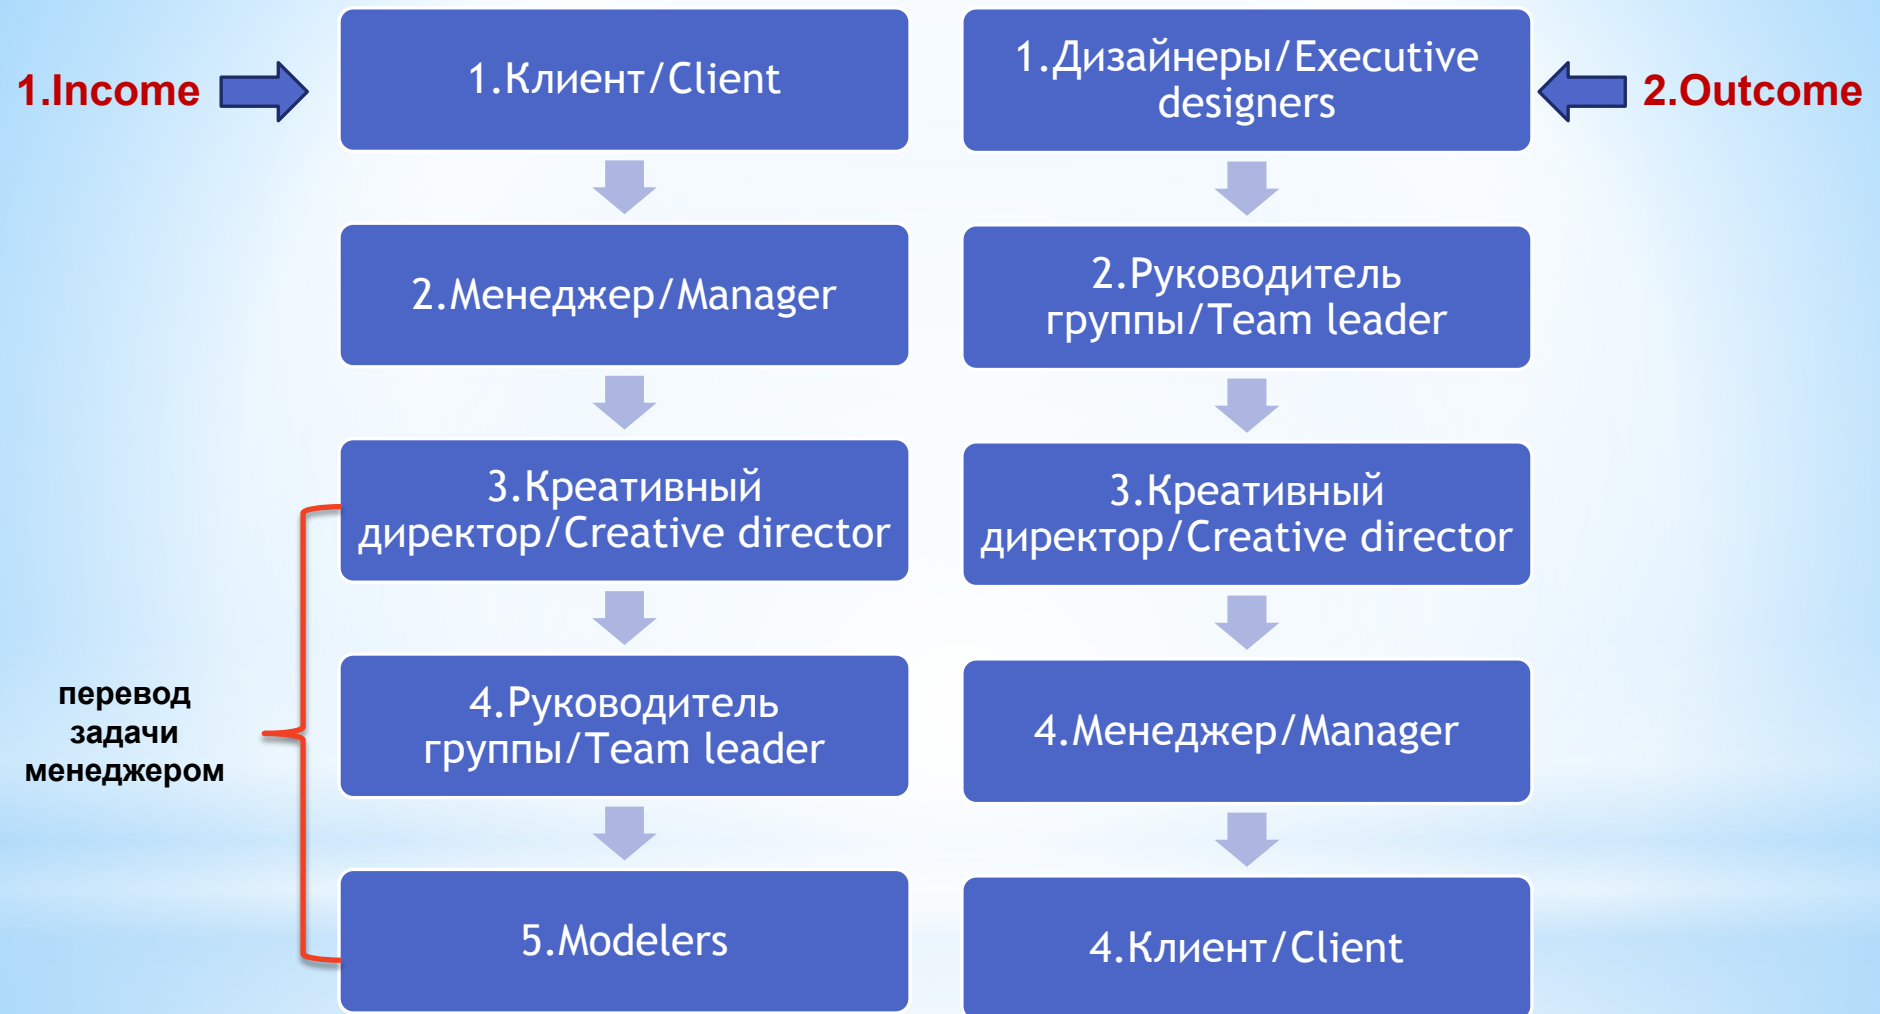 1.Income
1.Клиент/Client
2.Менеджер/Manager
3.Креативный
директор/Creative director
4.Руководитель
группы/Team leader
5.Modelers
перевод
задачи
менеджером
1.Дизайнеры/Executive
designers
2.Outcome
2.Руководитель
группы/Team leader
3.Креативный
директор/Creative director
4.Менеджер/Manager
4.Клиент/Client